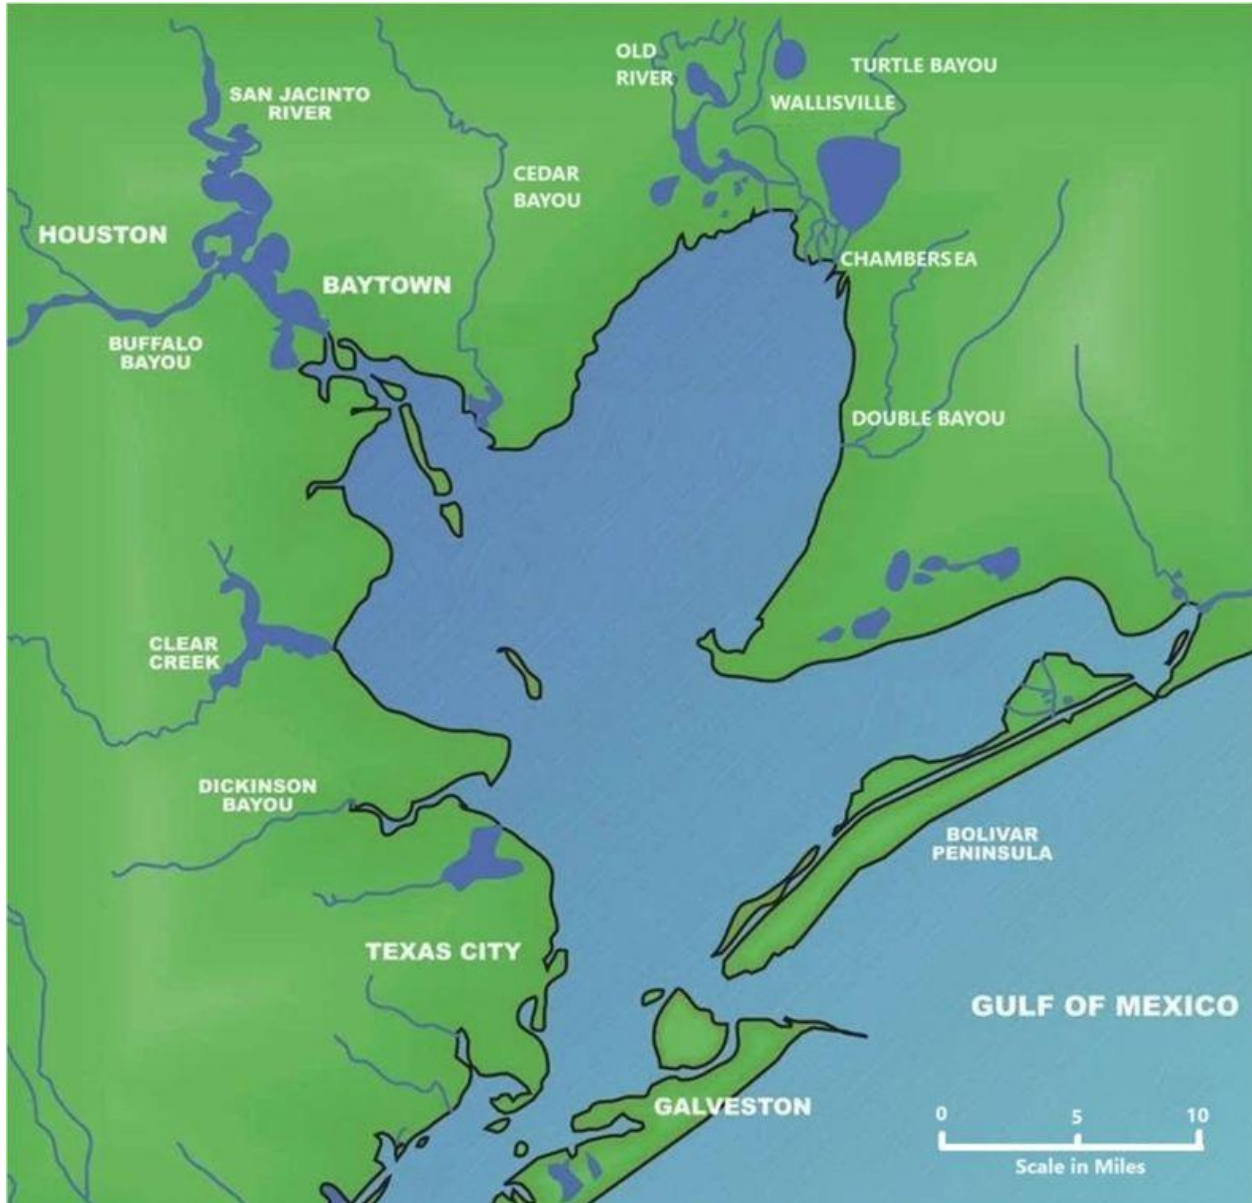 OLD
RIVER
TURTLE BAYOU
SAN JACINTO
RIVER
WALLISVILLE
CEDAR
BAYOU
HOUSTON
CHAMBERSEA
BAYTOWN
BUFFALO
BAYOU
DOUBLE BAYOU
CLEAR
CREEK
DICKINSON
BAYOU
BOLIVAR
PENINSULA
TEXAS CITY
GULF OF MEXICO
GALVESTON
0 5 10
Scale in Miles